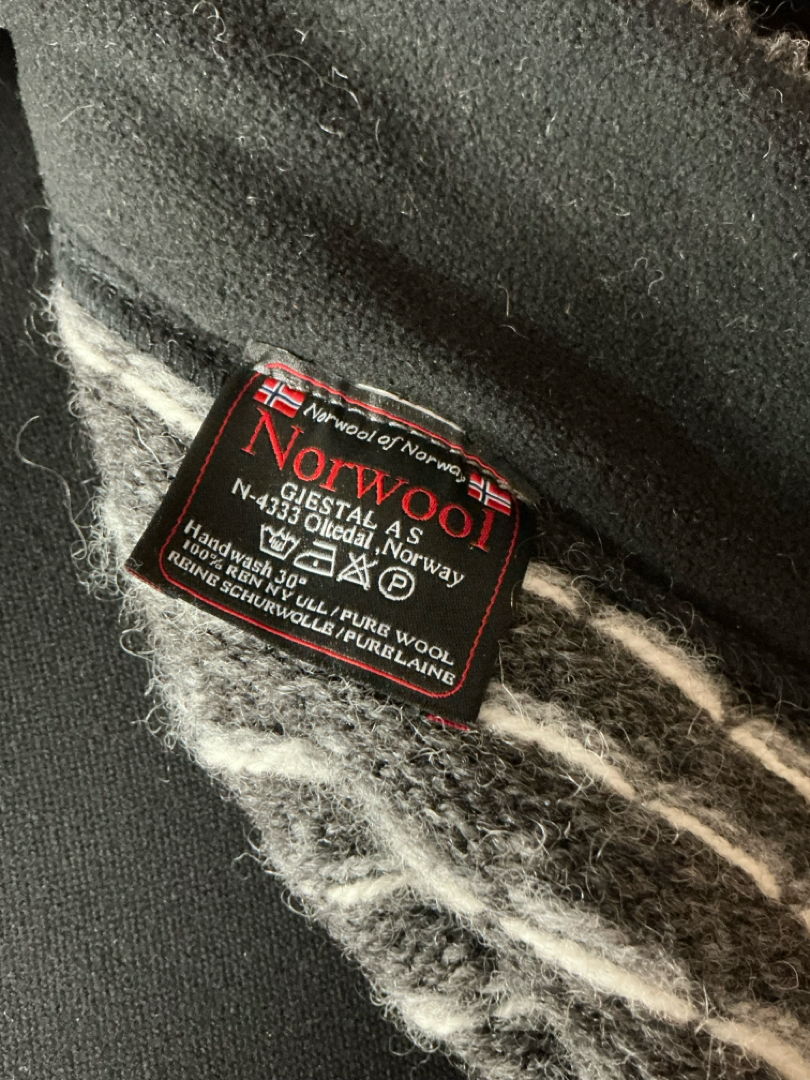 Norwool of Norway
Norwool
GJESTAL A S
N-4333 Oltedal ,Norway
P
Handwash 30°
100% REN NY ULL / PURE WOOL
REINE SCHURWOLLE / PURE LAINE